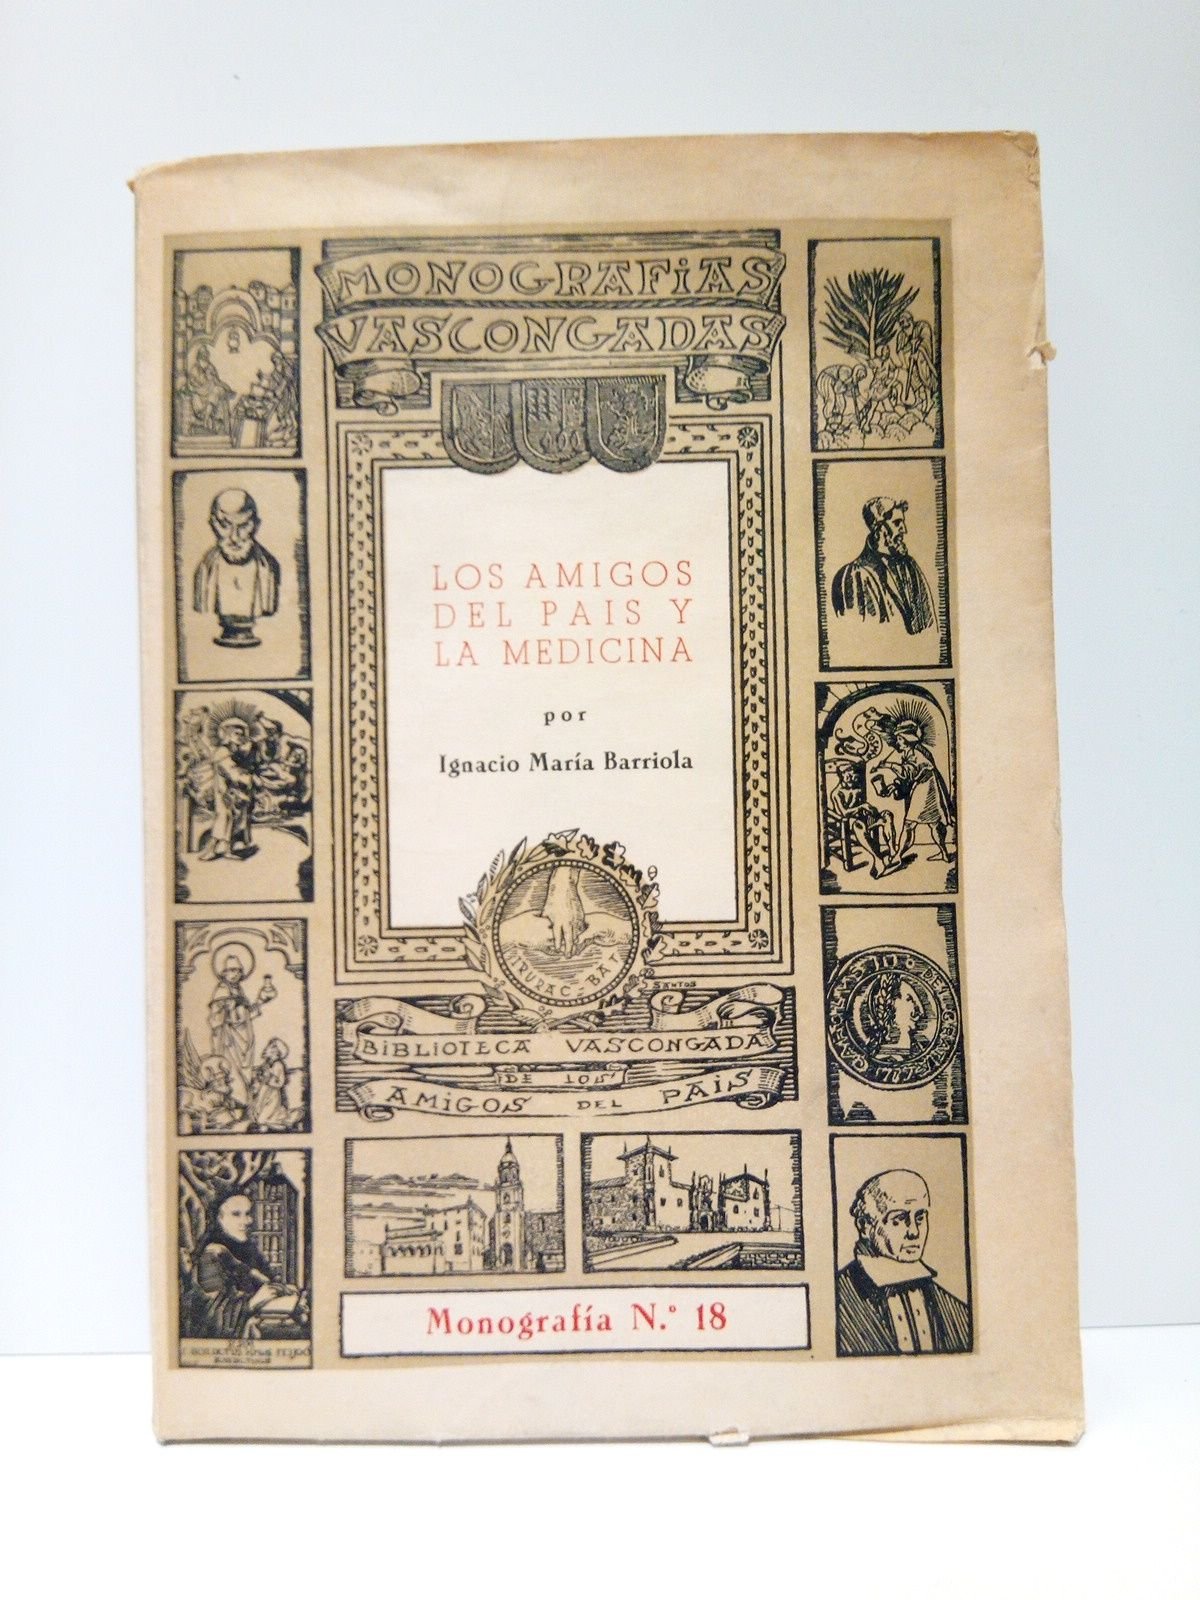 MONOGRAFiAS
VASCONGADAS
LOS AMIGOS
DEL PAIS Y
LA MEDICINA
por
Ignacio María Barriola
IRURAC-BAT
SANTOS
BiBLiOTECA VASCONGADA
DE LOS
AMiGOS DEL PAiS
Monografía N.º 18